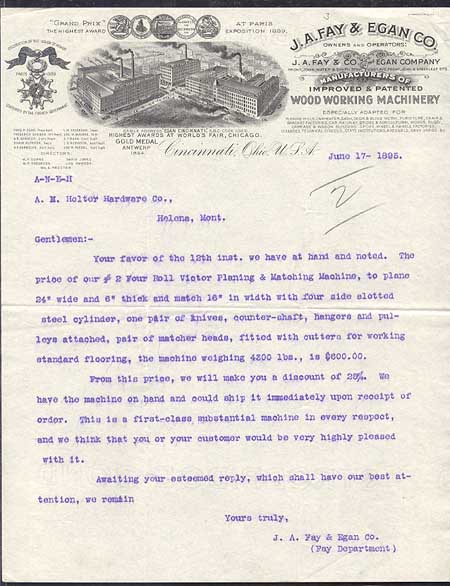 "GRAND PRIX"
THE HIGHEST AWARD
AT PARIS
EXPOSITION 1889.
J.A. FAY & EGAN CO.
OWNERS AND OPERATORS:
J. A. FAY & CO. AND EGAN COMPANY
MANUFACTURERS OF
IMPROVED & PATENTED
WOOD WORKING MACHINERY
ESPECIALLY ADAPTED FOR
HIGHEST AWARDS AT WORLD'S FAIR, CHICAGO.
GOLD MEDAL
ANTWERP
1894.
Cincinnati, Ohio, U.S.A.
DIRECTORS
June 17- 1895.
A-N-E-H
2
A. M. Holter Hardware Co.,
Helena, Mont.
Gentlemen:-
Your favor of the 12th inst. we have at hand and noted. The
price of our # 2 Four Roll Victor Planing & Matching Machine, to plane
24" wide and 6" thick and match 16" in width with four side slotted
steel cylinder, one pair of knives, counter-shaft, hangers and pul-
leys attached, pair of matcher heads, fitted with cutters for working
standard flooring, the machine weighing 4300 lbs., is $600.00.
From this price, we will make you a discount of 25%. We
have the machine on hand and could ship it immediately upon receipt of
order. This is a first-class substantial machine in every respect,
and we think that you or your customer would be very highly pleased
with it.
Awaiting your esteemed reply, which shall have our best at-
tention, we remain
Yours truly,
J. A. Fay & Egan Co.
(Fay Department)